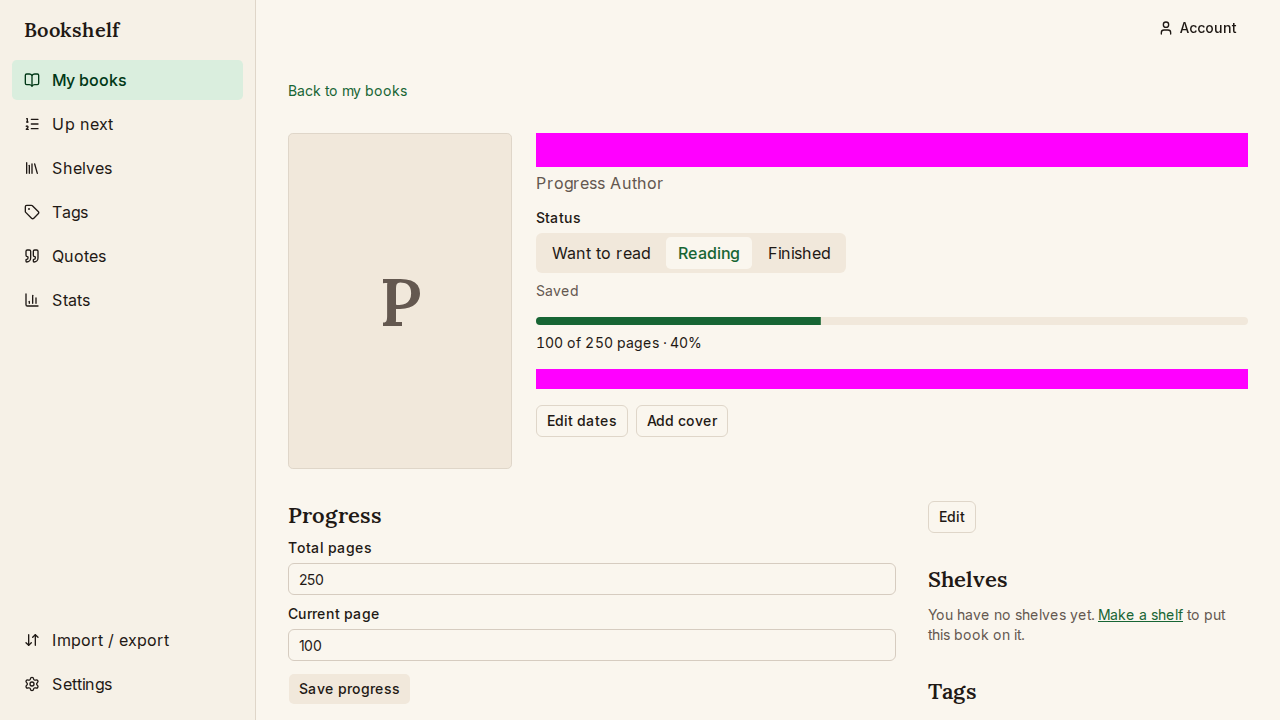 Bookshelf
My books
Up next
Shelves
Tags
Quotes
Stats
Import / export
Settings
Account
Back to my books
P
Progress Author
Status
Want to read
Reading
Finished
Saved
100 of 250 pages · 40%
Edit dates
Add cover
Progress
Total pages
250
Current page
100
Save progress
Edit
Shelves
You have no shelves yet. Make a shelf to put
this book on it.
Tags